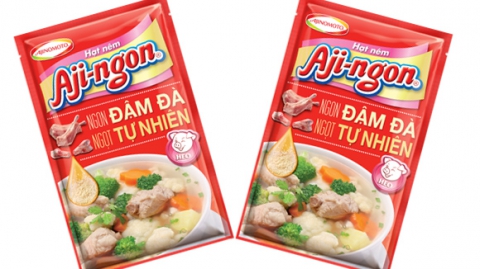 AJINOMOTO
Hạt nêm
Aji-ngon®
NGON ĐẬM ĐÀ
NGỌT TỰ NHIÊN
HEO
AJINOMOTO
Hạt nêm
Aji-ngon®
NGON ĐẬM ĐÀ
NGỌT TỰ NHIÊN
HEO